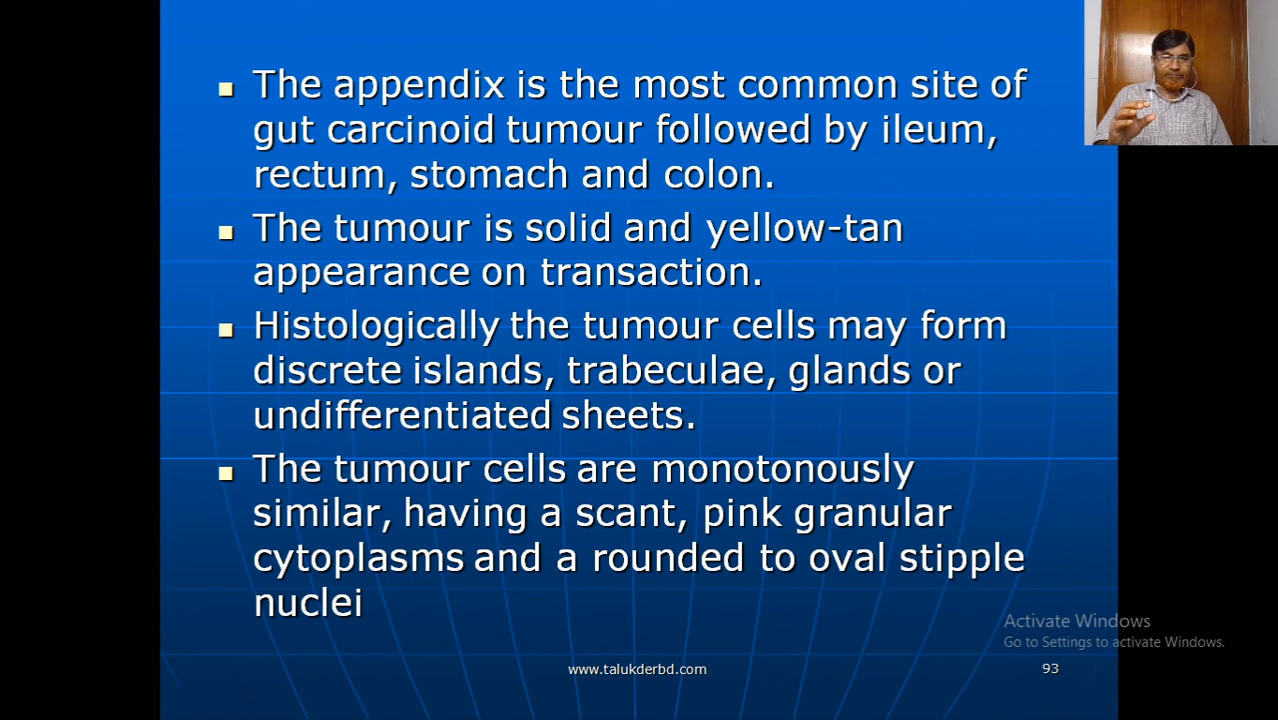 The appendix is the most common site of
gut carcinoid tumour followed by ileum,
rectum, stomach and colon.
The tumour is solid and yellow-tan
appearance on transaction.
Histologically the tumour cells may form
discrete islands, trabeculae, glands or
undifferentiated sheets.
The tumour cells are monotonously
similar, having a scant, pink granular
cytoplasms and a rounded to oval stipple
nuclei
Activate Windows
Go to Settings to activate Windows.
www.talukderbd.com
93